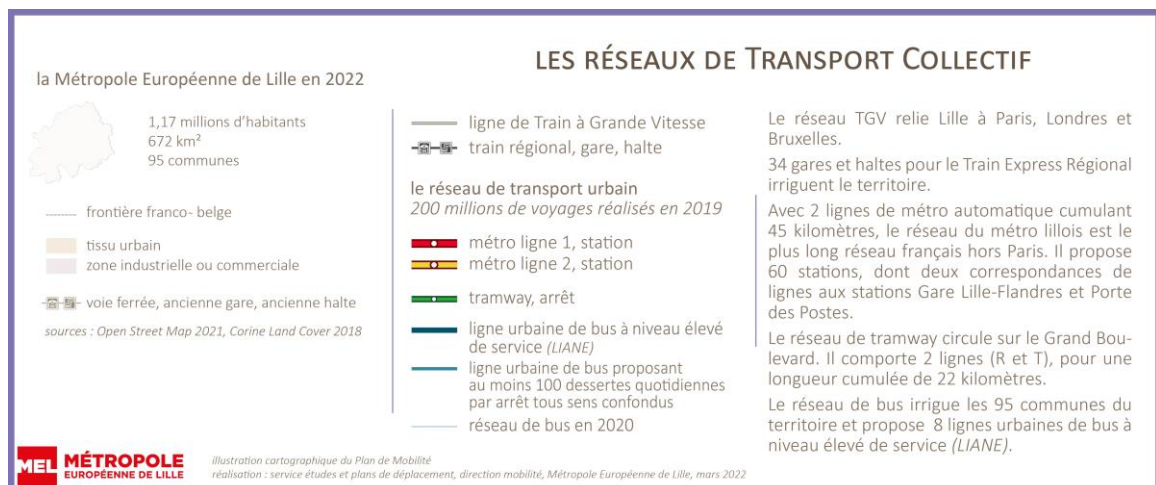 LES RÉSEAUX DE TRANSPORT COLLECTIF
la Métropole Européenne de Lille en 2022
1,17 millions d'habitants
672 km²
95 communes
frontière franco- belge
tissu urbain
zone industrielle ou commerciale
voie ferrée, ancienne gare, ancienne halte
sources : Open Street Map 2021, Corine Land Cover 2018
ligne de Train à Grande Vitesse
train régional, gare, halte
le réseau de transport urbain
200 millions de voyages réalisés en 2019
métro ligne 1, station
métro ligne 2, station
tramway, arrêt
ligne urbaine de bus à niveau élevé
de service (LIANE)
ligne urbaine de bus proposant
au moins 100 dessertes quotidiennes
par arrêt tous sens confondus
réseau de bus en 2020
Le réseau TGV relie Lille à Paris, Londres et
Bruxelles.
34 gares et haltes pour le Train Express Régional
irriguent le territoire.
Avec 2 lignes de métro automatique cumulant
45 kilomètres, le réseau du métro lillois est le
plus long réseau français hors Paris. Il propose
60 stations, dont deux correspondances de
lignes aux stations Gare Lille-Flandres et Porte
des Postes.
Le réseau de tramway circule sur le Grand Bou-
levard. Il comporte 2 lignes (R et T), pour une
longueur cumulée de 22 kilomètres.
Le réseau de bus irrigue les 95 communes du
territoire et propose 8 lignes urbaines de bus à
niveau élevé de service (LIANE).
MEL MÉTROPOLE
EUROPÉENNE DE LILLE
illustration cartographique du Plan de Mobilité
réalisation : service études et plans de déplacement, direction mobilité, Métropole Européenne de Lille, mars 2022